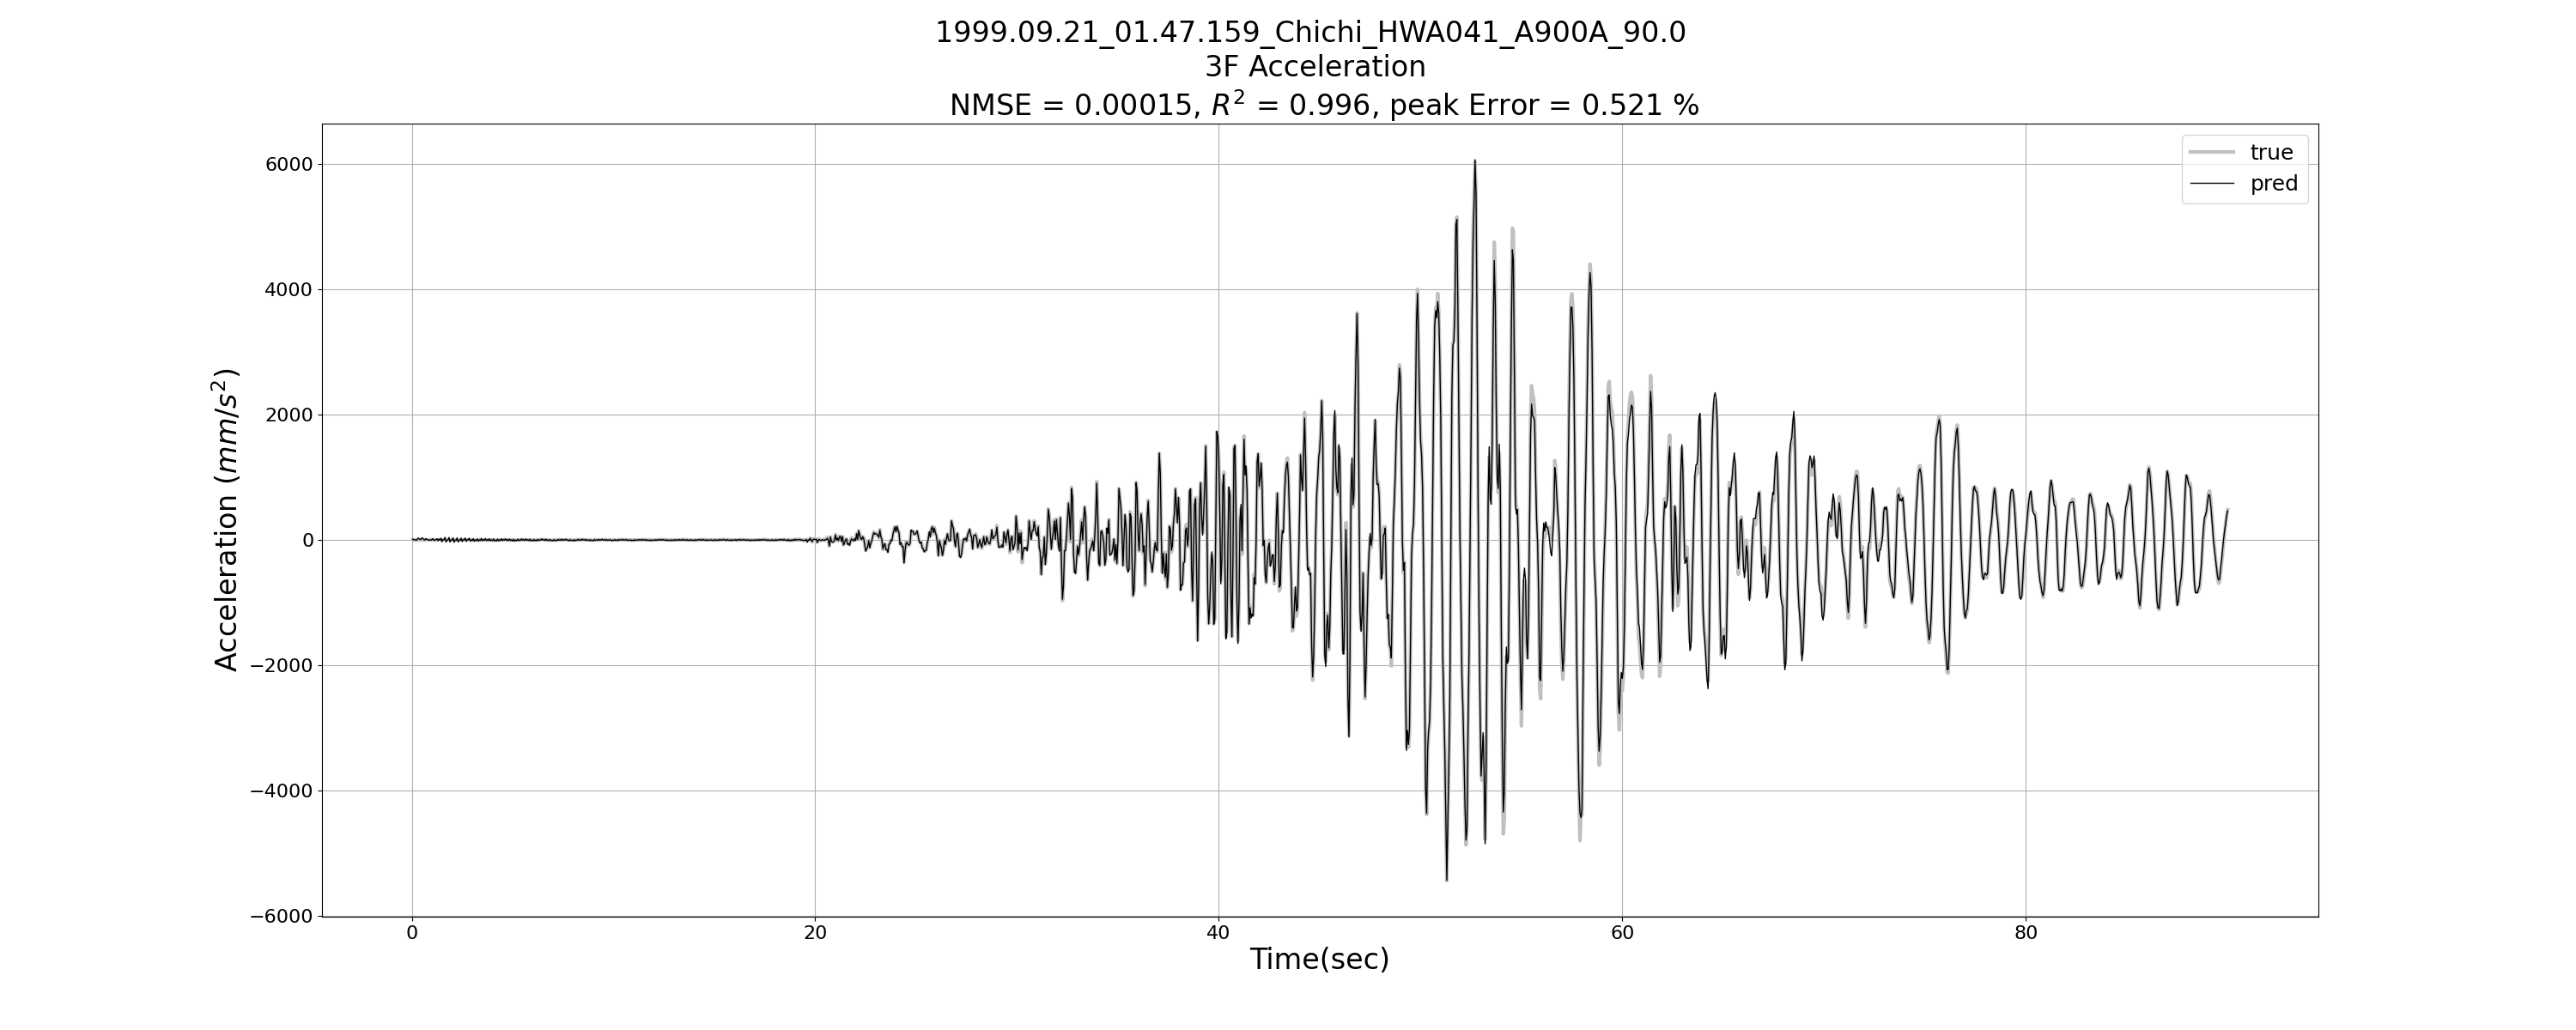 1999.09.21_01.47.159_Chichi_HWA041_A900A_90.0
3F Acceleration
NMSE = 0.00015, R² = 0.996, peak Error = 0.521 %
true
pred
6000
4000
2000
0
−2000
−4000
−6000
Acceleration (mm/s²)
0 20 40 60 80
Time(sec)